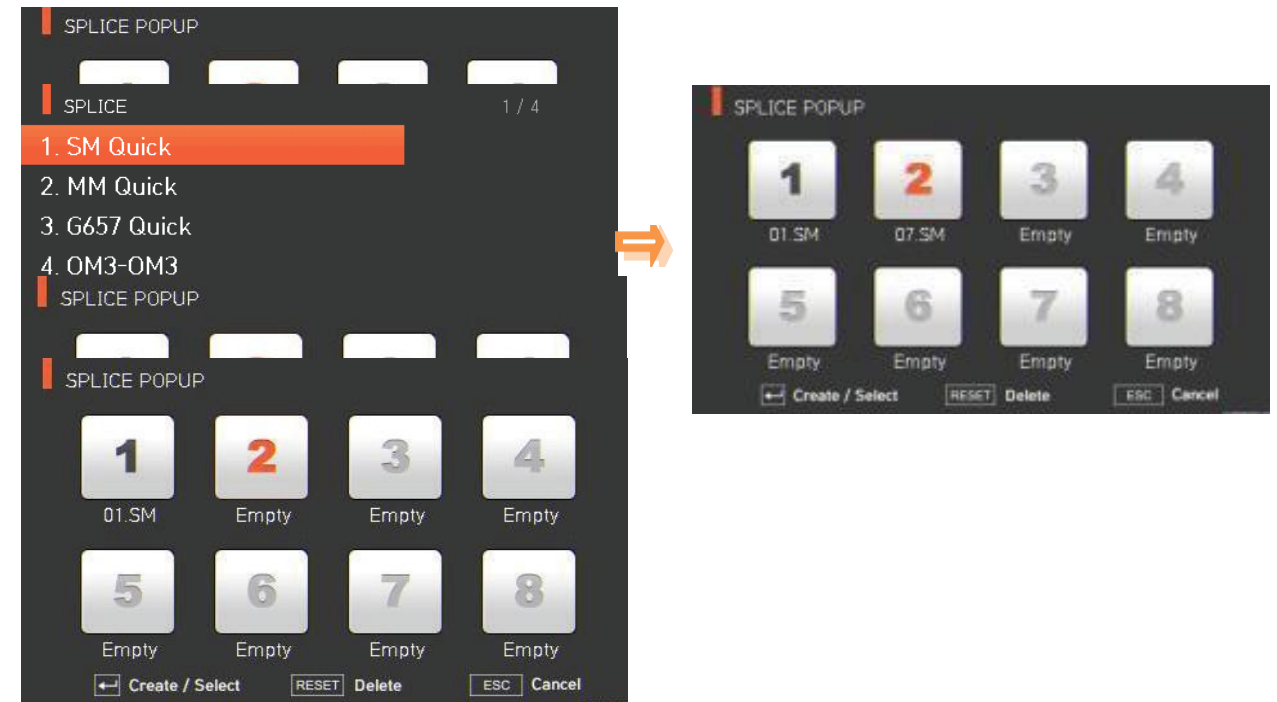 SPLICE POPUP
SPLICE 1 / 4
1. SM Quick
2. MM Quick
3. G657 Quick
4. OM3-OM3
SPLICE POPUP
SPLICE POPUP
1 2 3 4
01.SM Empty Empty Empty
5 6 7 8
Empty Empty Empty Empty
Create / Select RESET Delete ESC Cancel
SPLICE POPUP
1 2 3 4
01.SM 07.SM Empty Empty
5 6 7 8
Empty Empty Empty Empty
Create / Select RESET Delete ESC Cancel